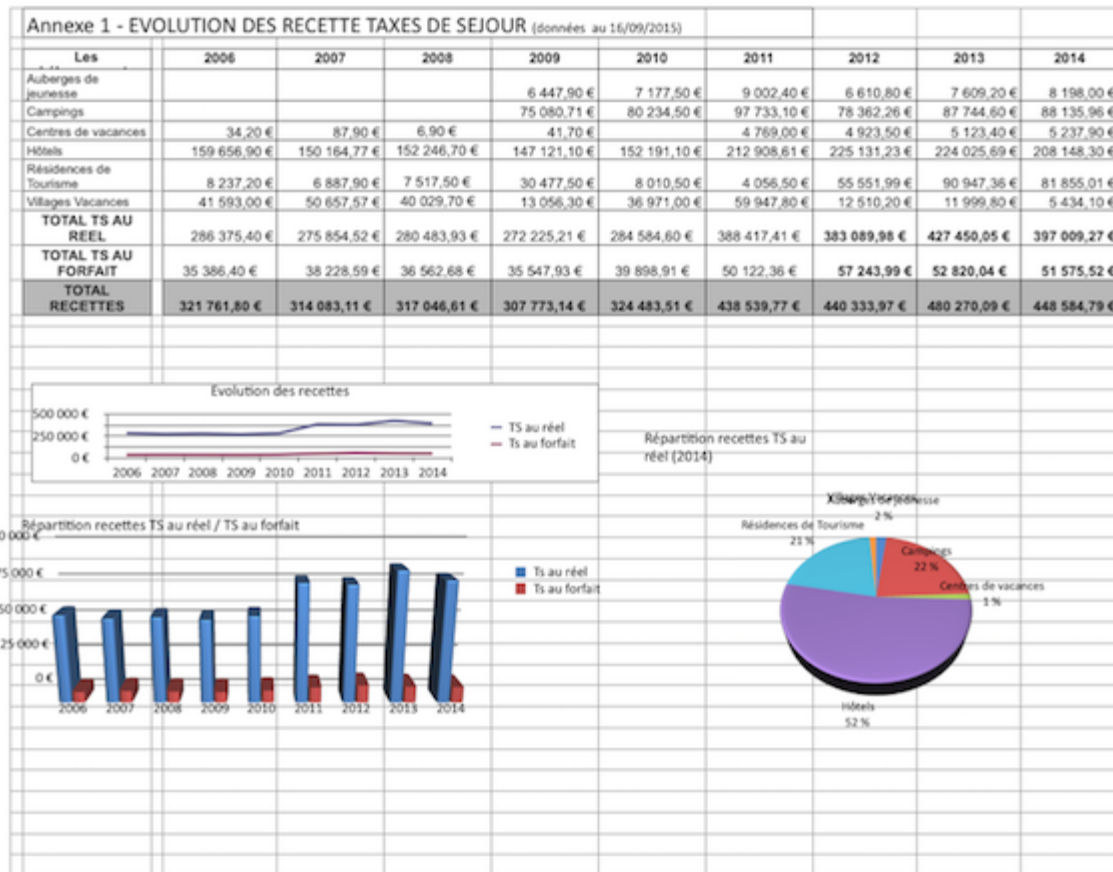 Annexe 1 - EVOLUTION DES RECETTE TAXES DE SEJOUR (données au 16/09/2015)
Les 2006 2007 2008 2009 2010 2011 2012 2013 2014
Auberges de
jeunesse 6 447,90 € 7 177,50 € 9 002,40 € 6 610,80 € 7 609,20 € 8 198,00 €
Campings 75 080,71 € 80 234,50 € 97 733,10 € 78 362,26 € 87 744,60 € 88 135,96 €
Centres de vacances 34,20 € 87,90 € 6,90 € 41,70 € 4 769,00 € 4 923,50 € 5 123,40 € 5 237,90 €
Hôtels 159 656,90 € 150 164,77 € 152 246,70 € 147 121,10 € 152 191,10 € 212 908,61 € 225 131,23 € 224 025,69 € 208 148,30 €
Résidences de
Tourisme 8 237,20 € 6 887,90 € 7 517,50 € 30 477,50 € 8 010,50 € 4 056,50 € 55 551,99 € 90 947,36 € 81 855,01 €
Villages Vacances 41 593,00 € 50 657,57 € 40 029,70 € 13 056,30 € 36 971,00 € 59 947,80 € 12 510,20 € 11 999,80 € 5 434,10 €
TOTAL TS AU
REEL 286 375,40 € 275 854,52 € 280 483,93 € 272 225,21 € 284 584,60 € 388 417,41 € 383 089,98 € 427 450,05 € 397 009,27 €
TOTAL TS AU
FORFAIT 35 386,40 € 38 228,59 € 36 562,68 € 35 547,93 € 39 898,91 € 50 122,36 € 57 243,99 € 52 820,04 € 51 575,52 €
TOTAL
RECETTES 321 761,80 € 314 083,11 € 317 046,61 € 307 773,14 € 324 483,51 € 438 539,77 € 440 333,97 € 480 270,09 € 448 584,79 €
Evolution des recettes
500 000 €
250 000 €
0 €
2006 2007 2008 2009 2010 2011 2012 2013 2014
TS au réel
Ts au forfait
Répartition recettes TS au
réel (2014)
Auberges de jeunesse
2 %
Résidences de Tourisme
21 %
Campings
22 %
Centres de vacances
1 %
Hôtels
52 %
Répartition recettes TS au réel / TS au forfait
0 000 €
75 000 €
50 000 €
25 000 €
0 €
2006 2007 2008 2009 2010 2011 2012 2013 2014
Ts au réel
Ts au forfait